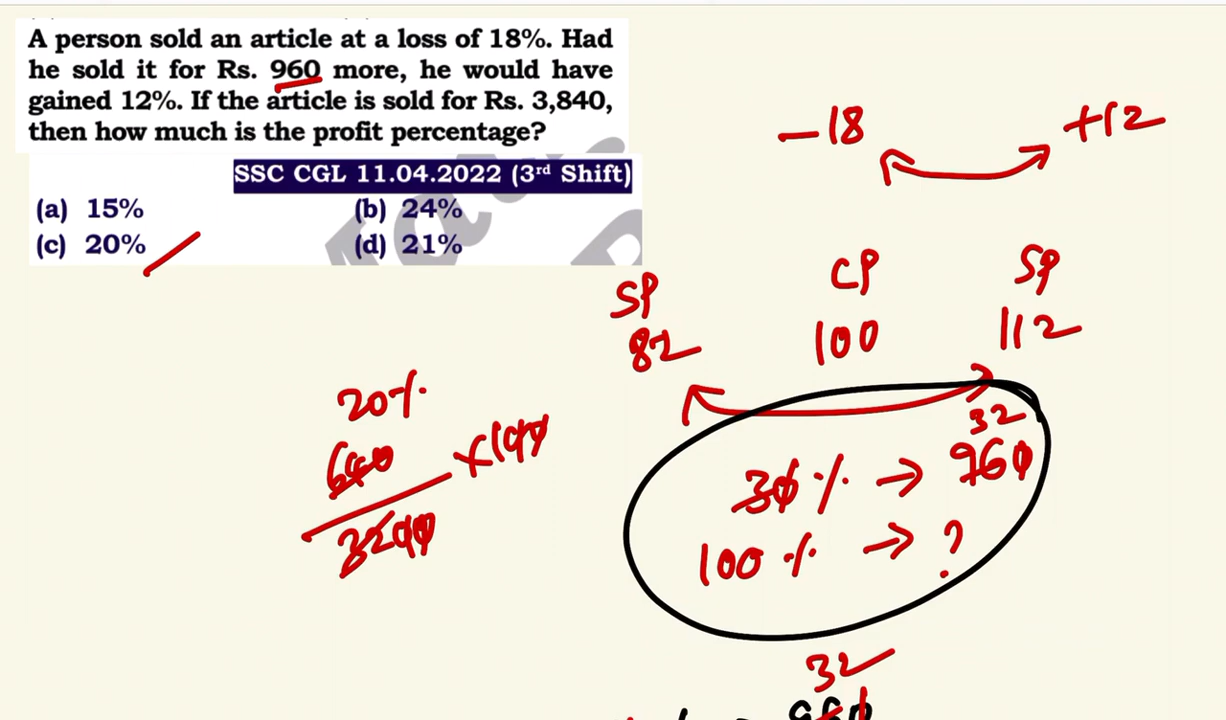 A person sold an article at a loss of 18%. Had
he sold it for Rs. 960 more, he would have
gained 12%. If the article is sold for Rs. 3,840,
then how much is the profit percentage?
SSC CGL 11.04.2022 (3rd Shift)
(a) 15% (b) 24%
(c) 20% (d) 21%
-18 +12
SP CP SP
82 100 112
20%
640 ×100
3200
32
30% → 960
100% → ?
32
960